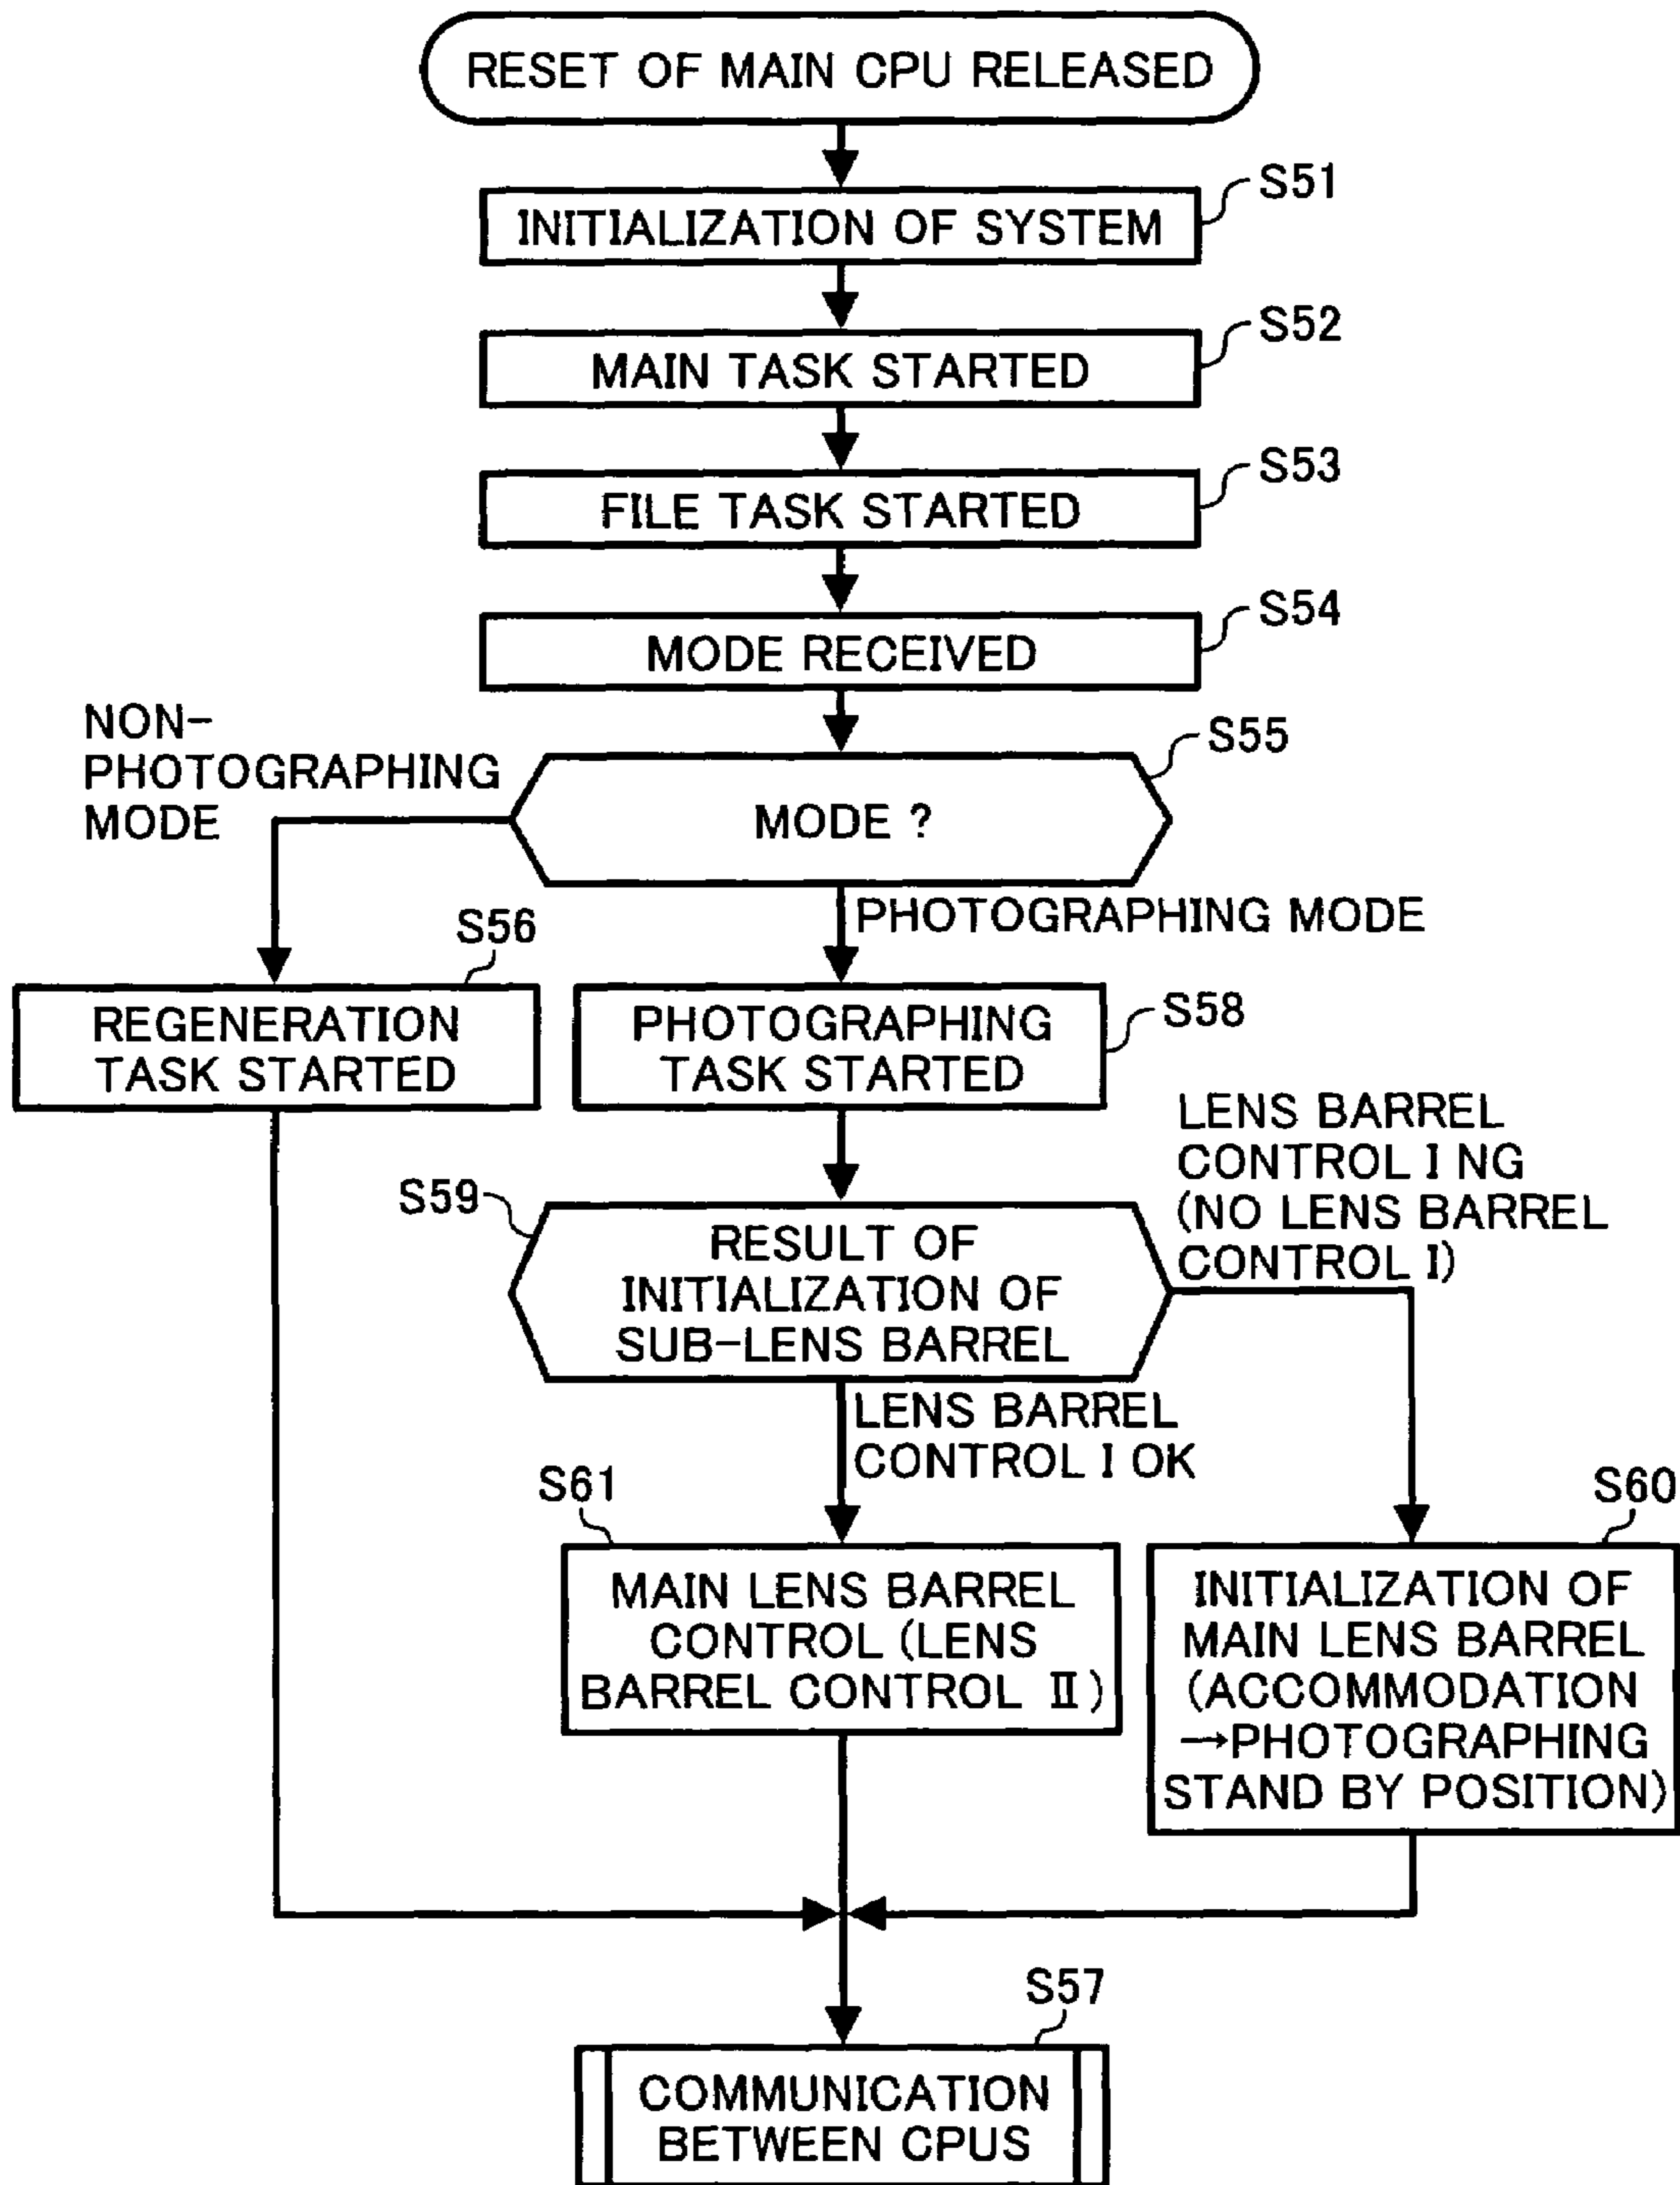 RESET OF MAIN CPU RELEASED
S51
INITIALIZATION OF SYSTEM
S52
MAIN TASK STARTED
S53
FILE TASK STARTED
S54
MODE RECEIVED
NON-
PHOTOGRAPHING
MODE
S55
MODE ?
PHOTOGRAPHING MODE
S56
REGENERATION
TASK STARTED
S58
PHOTOGRAPHING
TASK STARTED
LENS BARREL
CONTROL I NG
(NO LENS BARREL
CONTROL I)
S59
RESULT OF
INITIALIZATION OF
SUB-LENS BARREL
LENS BARREL
CONTROL I OK
S61
MAIN LENS BARREL
CONTROL (LENS
BARREL CONTROL II)
S60
INITIALIZATION OF
MAIN LENS BARREL
(ACCOMMODATION
→PHOTOGRAPHING
STAND BY POSITION)
S57
COMMUNICATION
BETWEEN CPUS